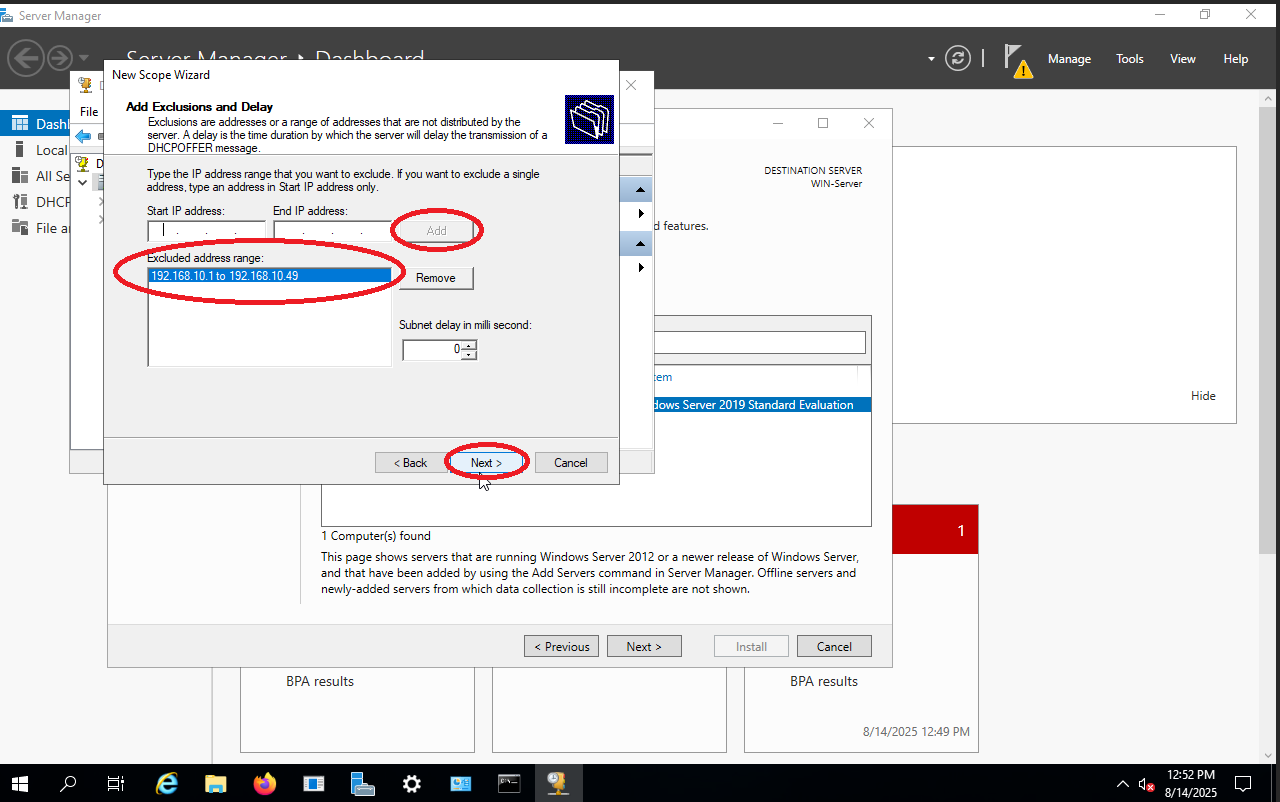 Server Manager
Server Manager Dashboard
Manage Tools View Help
New Scope Wizard
Add Exclusions and Delay
Exclusions are addresses or a range of addresses that are not distributed by the
server. A delay is the time duration by which the server will delay the transmission of a
DHCPOFFER message.
Type the IP address range that you want to exclude. If you want to exclude a single
address, type an address in Start IP address only.
Start IP address: End IP address:
Add
Excluded address range:
192.168.10.1 to 192.168.10.49
Remove
Subnet delay in milli second:
0
< Back Next > Cancel
File
D
Dashl
Local
All Se
DHCP
File a
DESTINATION SERVER
WIN-Server
d features.
tem
dows Server 2019 Standard Evaluation
Hide
1 Computer(s) found
This page shows servers that are running Windows Server 2012 or a newer release of Windows Server,
and that have been added by using the Add Servers command in Server Manager. Offline servers and
newly-added servers from which data collection is still incomplete are not shown.
1
< Previous Next > Install Cancel
BPA results
BPA results
8/14/2025 12:49 PM
12:52 PM
8/14/2025